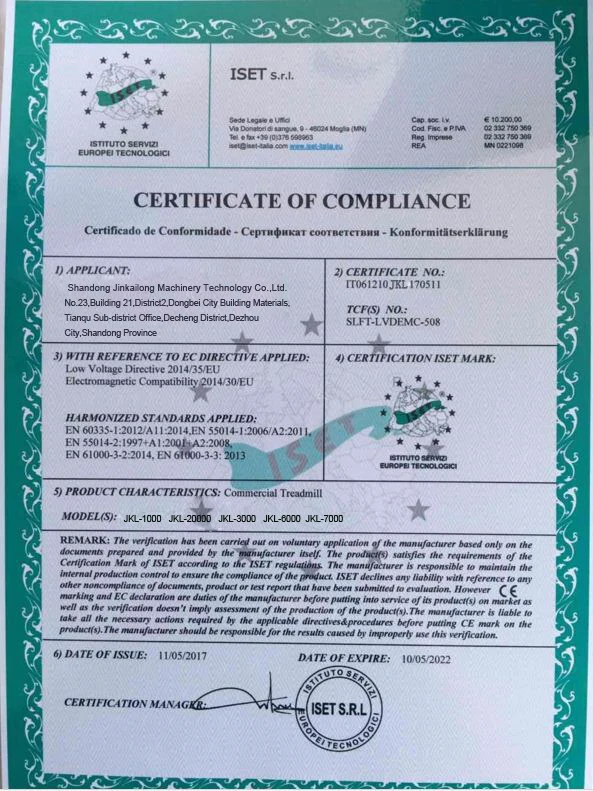 ISET
ISTITUTO SERVIZI
EUROPEI TECNOLOGICI
ISET S.r.l.
Sede Legale e Uffici
Via Donatori di sangue, 9 - 46024 Moglia (MN)
Tel. e fax +39 (0)376 598963
iset@iset-italia.com www.iset-italia.eu
Cap. soc. i.v. € 10.200,00
Cod. Fisc. e P.IVA 02 332 750 369
Reg. Imprese 02 332 750 369
REA MN 0221098
CERTIFICATE OF COMPLIANCE
Certificado de Conformidade - Сертификат соответствия - Konformitätserklärung
1) APPLICANT:
Shandong Jinkailong Machinery Technology Co.,Ltd.
No.23,Building 21,District2,Dongbei City Building Materials,
Tianqu Sub-district Office,Decheng District,Dezhou
City,Shandong Province
2) CERTIFICATE NO.:
IT061210JKL170511
TCF(S) NO.:
SLFT-LVDEMC-508
3) WITH REFERENCE TO EC DIRECTIVE APPLIED:
Low Voltage Directive 2014/35/EU
Electromagnetic Compatibility 2014/30/EU
HARMONIZED STANDARDS APPLIED:
EN 60335-1:2012/A11:2014,EN 55014-1:2006/A2:2011,
EN 55014-2:1997+A1:2001+A2:2008,
EN 61000-3-2:2014, EN 61000-3-3: 2013
4) CERTIFICATION ISET MARK:
ISET
ISTITUTO SERVIZI
EUROPEI TECNOLOGICI
ISET
5) PRODUCT CHARACTERISTICS: Commercial Treadmill
MODEL(S): JKL-1000 JKL-20000 JKL-3000 JKL-6000 JKL-7000
REMARK: The verification has been carried out on voluntary application of the manufacturer based only on the
documents prepared and provided by the manufacturer itself. The product(s) satisfies the requirements of the
Certification Mark of ISET according to the ISET regulations. The manufacturer is responsible to maintain the
internal production control to ensure the compliance of the product. ISET declines any liability with reference to any
other noncompliance of documents, product or test report that have been submitted to evaluation. However CE
marking and EC declaration are duties of the manufacturer before putting into service of its product(s) on market as
well as the verification doesn't imply assessment of the production of the product(s).The manufacturer is liable to
take all the necessary actions required by the applicable directives&procedures before putting CE mark on the
product(s).The manufacturer should be responsible for the results caused by improperly use this verification.
6) DATE OF ISSUE: 11/05/2017
DATE OF EXPIRE: 10/05/2022
CERTIFICATION MANAGER:
ISTITUTO SERVIZI
ISET S.R.L
EUROPEI TECNOLOGICI